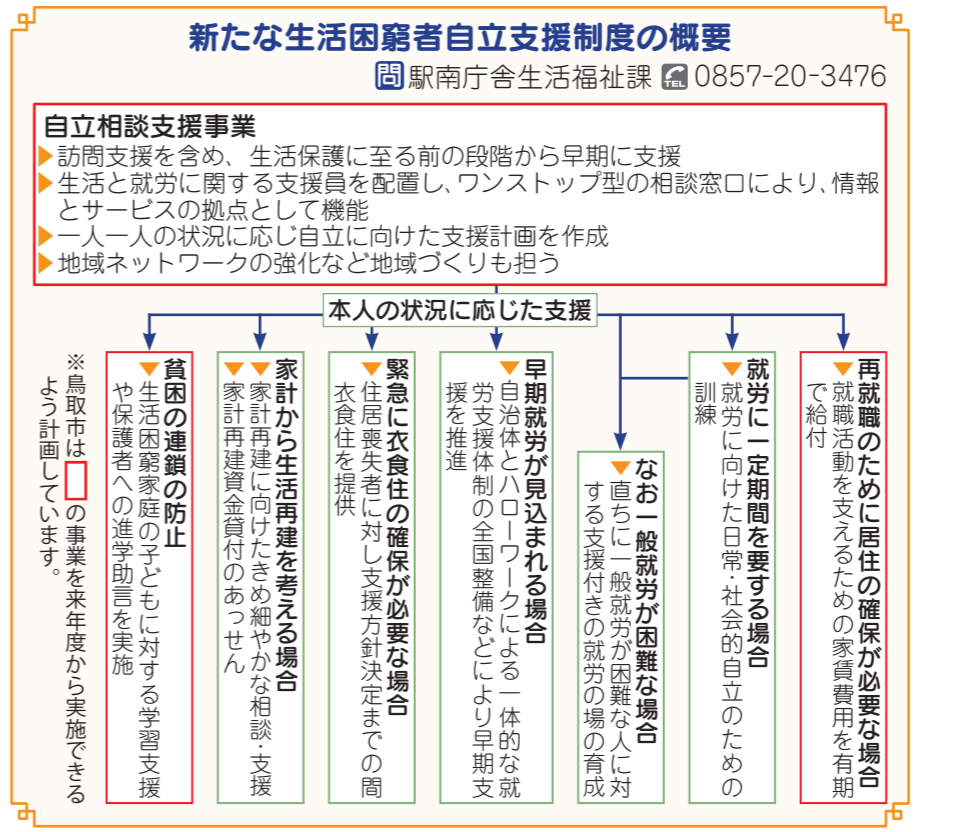 新たな生活困窮者自立支援制度の概要
問駅南庁舎生活福祉課 TEL 0857-20-3476
自立相談支援事業
▶訪問支援を含め、生活保護に至る前の段階から早期に支援
▶生活と就労に関する支援員を配置し、ワンストップ型の相談窓口により、情報
とサービスの拠点として機能
▶一人一人の状況に応じ自立に向けた支援計画を作成
▶地域ネットワークの強化など地域づくりも担う
本人の状況に応じた支援
再就職のために居住の確保が必要な場合
▼就職活動を支えるための家賃費用を有期
で給付
就労に一定期間を要する場合
▼就労に向けた日常・社会的自立のための
訓練
なお一般就労が困難な場合
▼直ちに一般就労が困難な人に対
する支援付きの就労の場の育成
早期就労が見込まれる場合
▼自治体とハローワークによる一体的な就
労支援体制の全国整備などにより早期支
援を推進
緊急に衣食住の確保が必要な場合
▼住居喪失者に対し支援方針決定までの間
衣食住を提供
家計から生活再建を考える場合
▼家計再建に向けたきめ細やかな相談・支援
▼家計再建資金貸付のあっせん
貧困の連鎖の防止
▼生活困窮家庭の子どもに対する学習支援
や保護者への進学助言を実施
※鳥取市は□の事業を来年度から実施できる
よう計画しています。